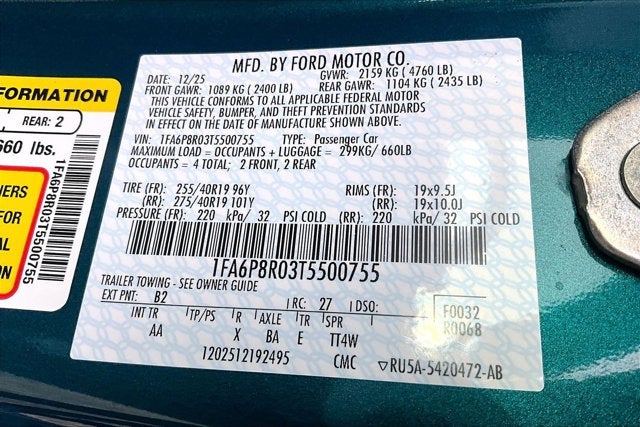 MFD. BY FORD MOTOR CO.
DATE: 12/25 GVWR: 2159 KG ( 4760 LB)
FRONT GAWR: 1089 KG ( 2400 LB) REAR GAWR: 1104 KG ( 2435 LB)
THIS VEHICLE CONFORMS TO ALL APPLICABLE FEDERAL MOTOR
VEHICLE SAFETY, BUMPER, AND THEFT PREVENTION STANDARDS
IN EFFECT ON THE DATE OF MANUFACTURE SHOWN ABOVE.
VIN: 1FA6P8R03T5500755 TYPE: Passenger Car
MAXIMUM LOAD = OCCUPANTS + LUGGAGE = 299KG/ 660LB
OCCUPANTS = 4 TOTAL; 2 FRONT, 2 REAR
TIRE (FR): 255/40R19 96Y RIMS (FR): 19x9.5J
(RR): 275/40R19 101Y (RR): 19x10.0J
PRESSURE (FR): 220 kPa/ 32 PSI COLD (RR): 220 kPa/ 32 PSI COLD
1FA6P8R03T5500755
TRAILER TOWING - SEE OWNER GUIDE
EXT PNT: B2 RC: 27 DSO: F0032
INT TR TP/PS R AXLE TR SPR R0068
AA X BA E TT4W
1202512192495 CMC ▽RU5A-5420472-AB
FORMATION
REAR: 2
660 lbs.
HERS
FOR
AL
1FA6P8R03T5500755